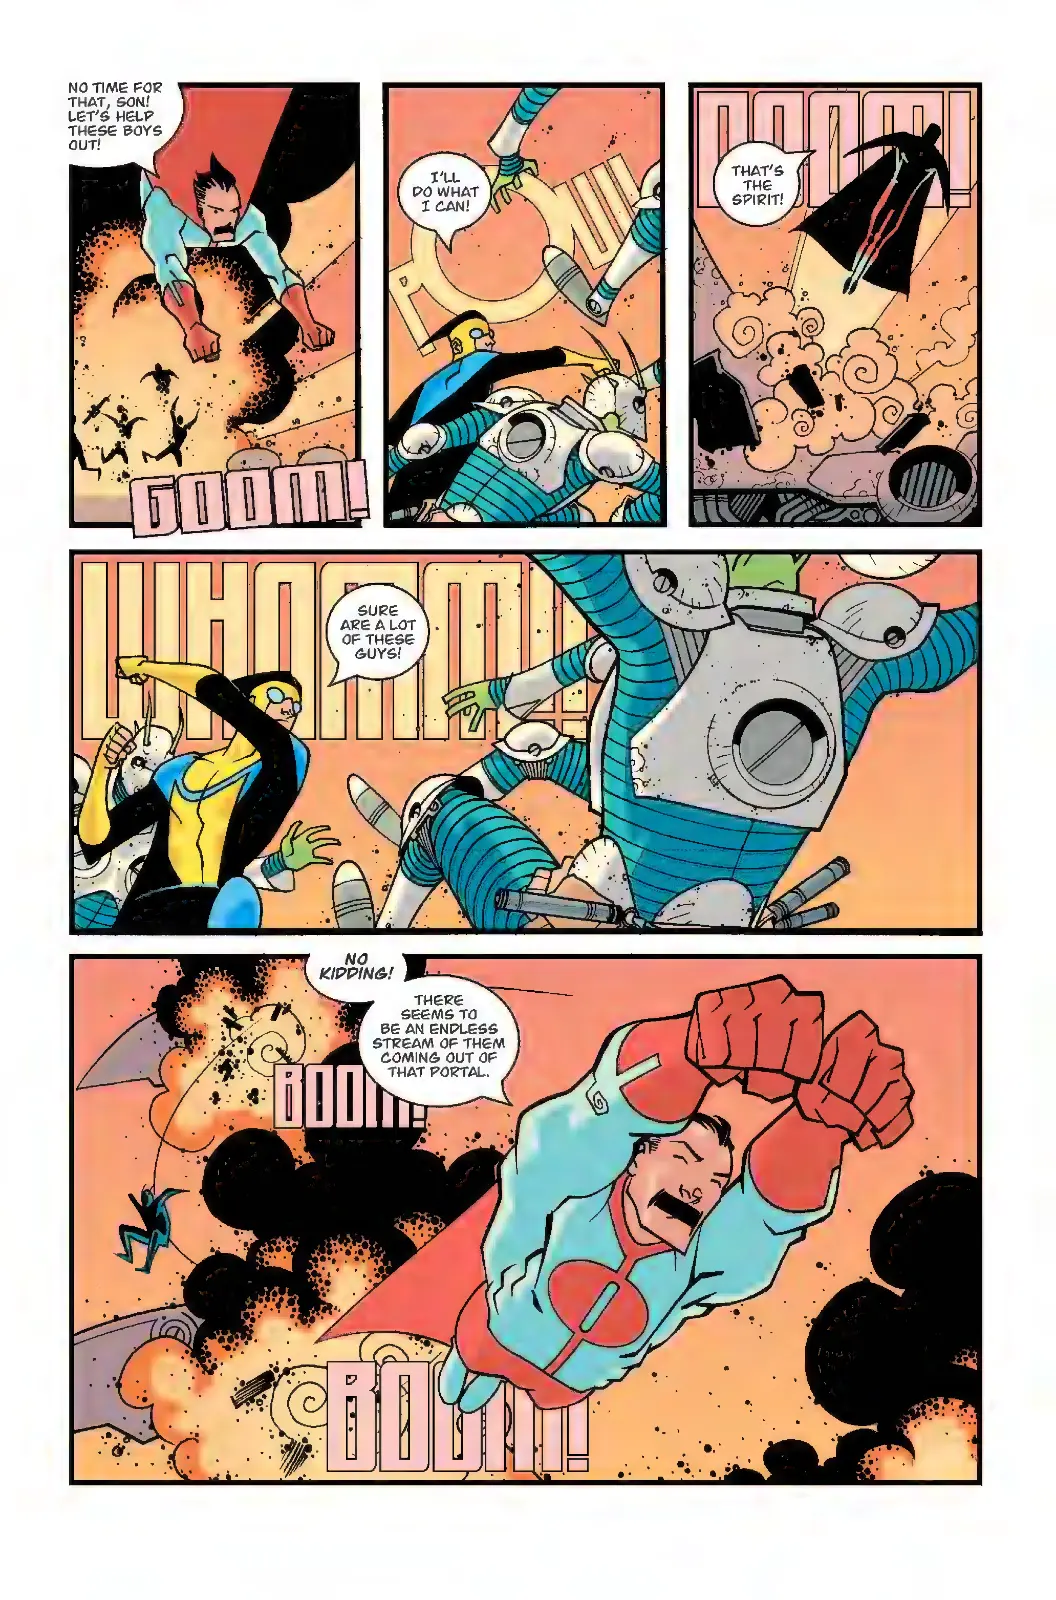 NO TIME FOR
THAT, SON!
LET'S HELP
THESE BOYS
OUT!
GOOM!
I'LL
DO WHAT
I CAN!
POW!
THAT'S
THE
SPIRIT!
WHAMM!!
SURE
ARE A LOT
OF THESE
GUYS!
NO
KIDDING!
THERE
SEEMS TO
BE AN ENDLESS
STREAM OF THEM
COMING OUT OF
THAT PORTAL.
BOOM!
BOOM!